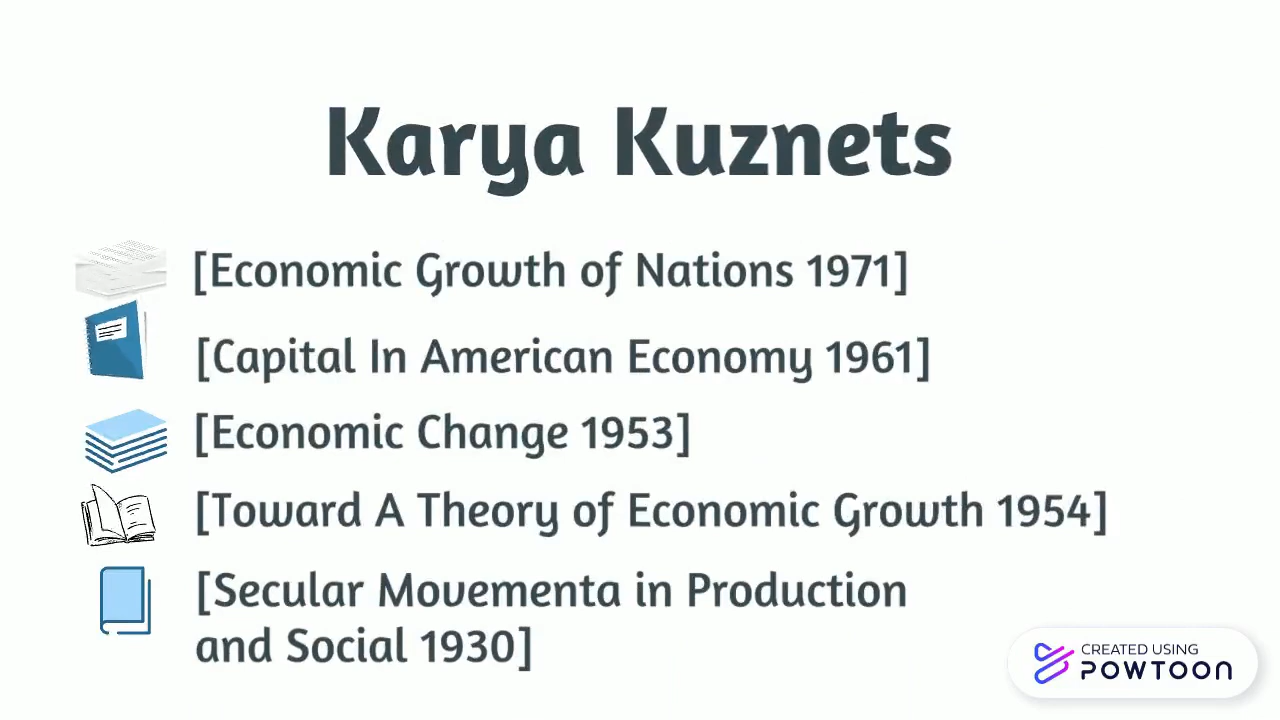 Karya Kuznets
[Economic Growth of Nations 1971]
[Capital In American Economy 1961]
[Economic Change 1953]
[Toward A Theory of Economic Growth 1954]
[Secular Movementa in Production
and Social 1930]
CREATED USING
POWTOON